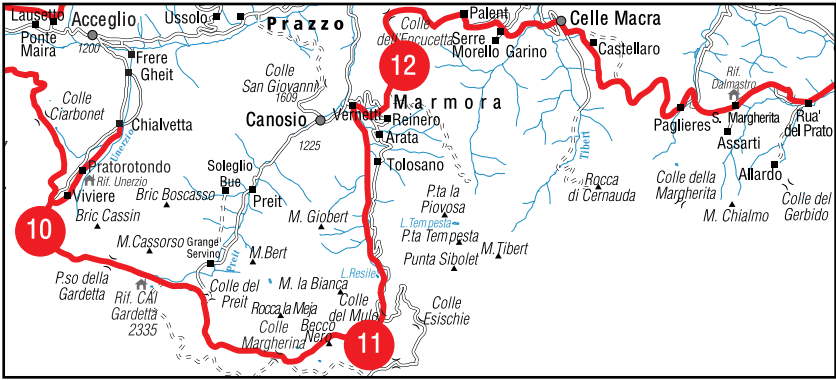 Lausetto
Acceglio
Ussolo
Prazzo
Colle
dell'Encucetta
Palent
Celle Macra
Ponte
Maira
1200
Frere
Gheit
Serre
Morello
Garino
Castellaro
12
Colle
San Giovanni
1609
Rif.
Dalmastro
Colle
Ciarbonet
Chialvetta
Canosio
1225
Vernetti
Marmora
Reinero
Arata
Tolosano
Paglieres
S.
Margherita
Rua'
del Prato
Assarti
Unerzio
Tiberi
Pratorotondo
Rif. Unerzio
Viviere
Soleglio
Bue
Preit
Allardo
Rocca
di Cernauda
Colle della
Margherita
Colle del
Gerbido
M. Chialmo
Bric Boscasso
Bric Cassin
10
M. Giobert
P.ta la
Piovosa
L.Tempesta
P.ta Tempesta
M.Tibert
Punta Sibolet
M.Cassorso
Grange
Servino
Preit
M.Bert
L.Resile
P.so della
Gardetta
Rif. CAI
Gardetta
2335
Colle del
Preit
M. la Bianca
Rocca la Meja
Colle
del Mulo
Colle
Esischie
Colle
Margherina
Becco
Nero
11